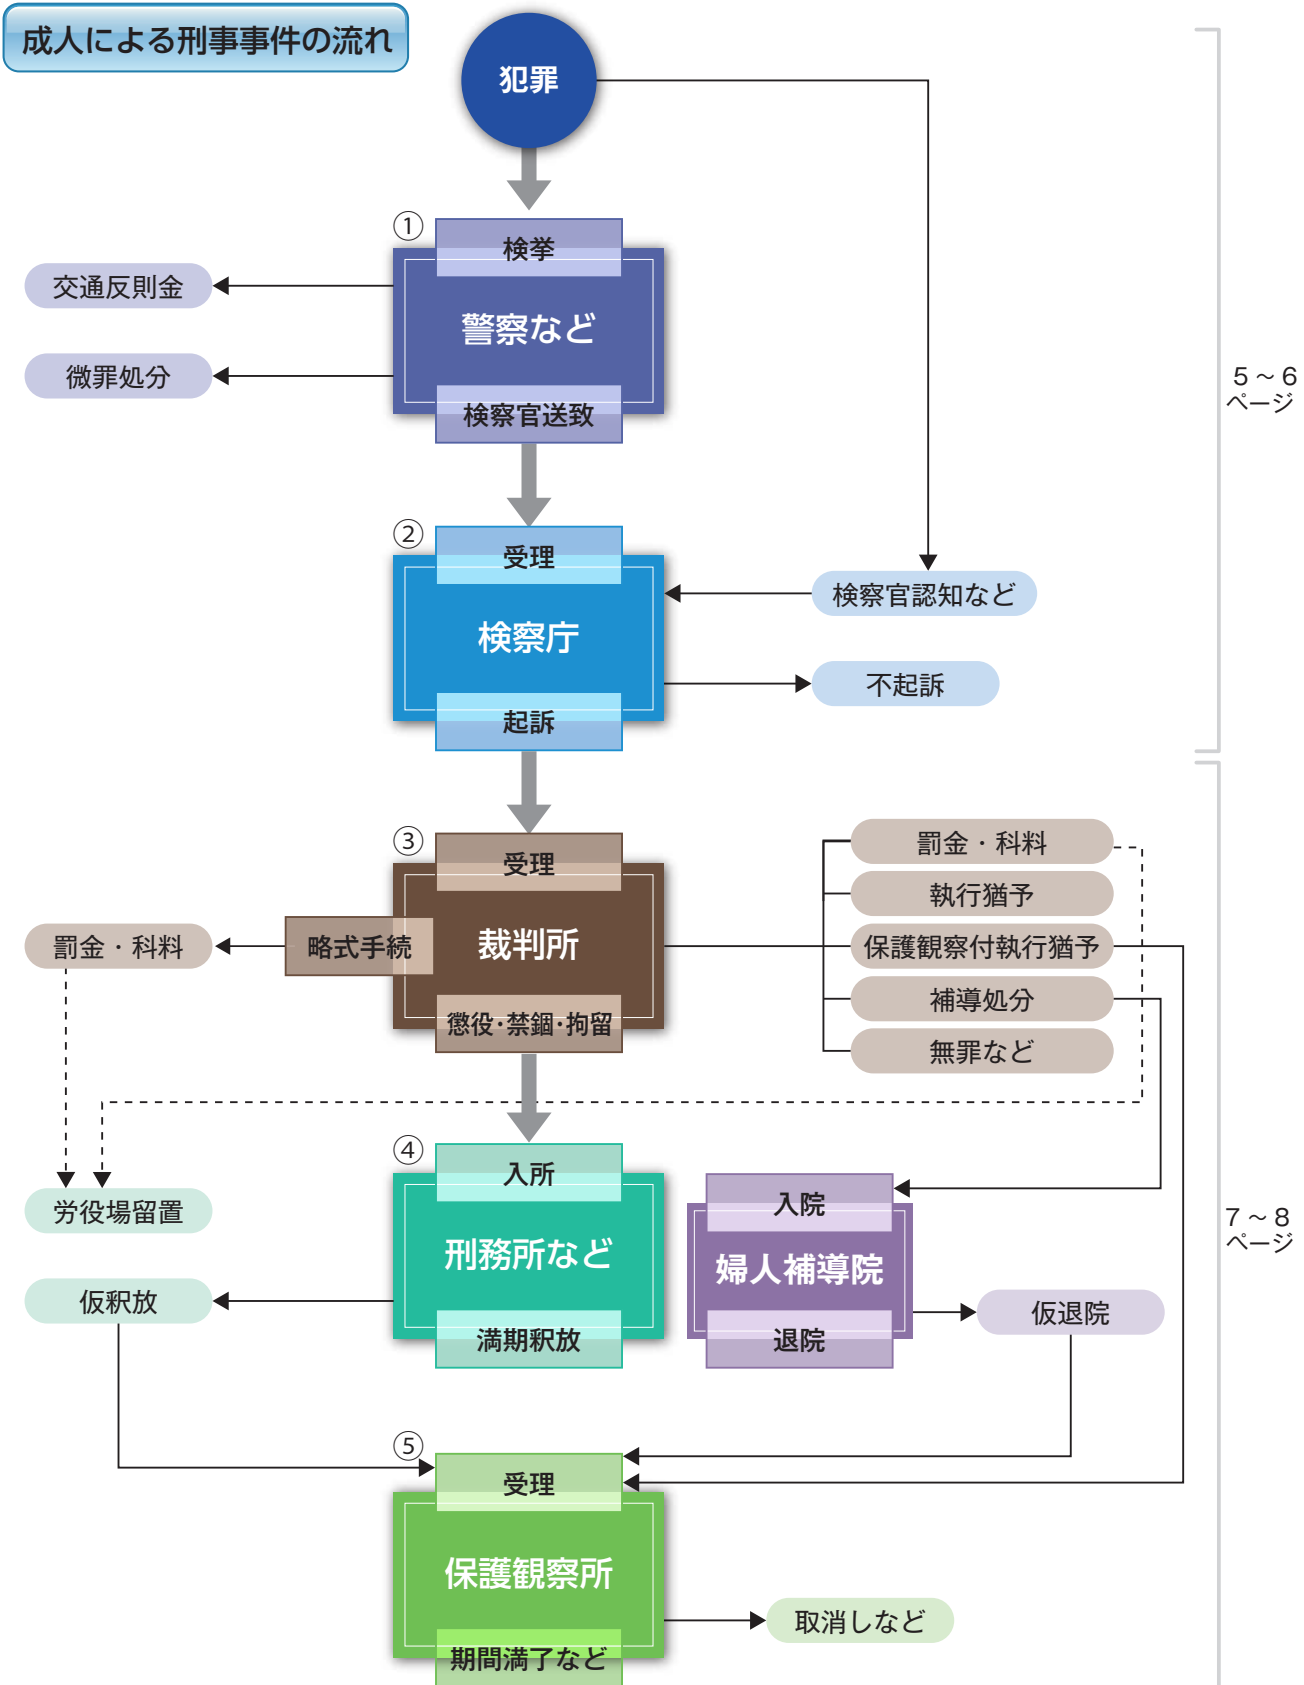 成人による刑事事件の流れ
犯罪
①
検挙
警察など
検察官送致
交通反則金
微罪処分
5～6
ページ
②
受理
検察庁
起訴
検察官認知など
不起訴
③
受理
裁判所
略式手続
懲役･禁錮･拘留
罰金・科料
罰金・科料
執行猶予
保護観察付執行猶予
補導処分
無罪など
④
入所
刑務所など
満期釈放
労役場留置
仮釈放
入院
婦人補導院
退院
仮退院
7～8
ページ
⑤
受理
保護観察所
期間満了など
取消しなど